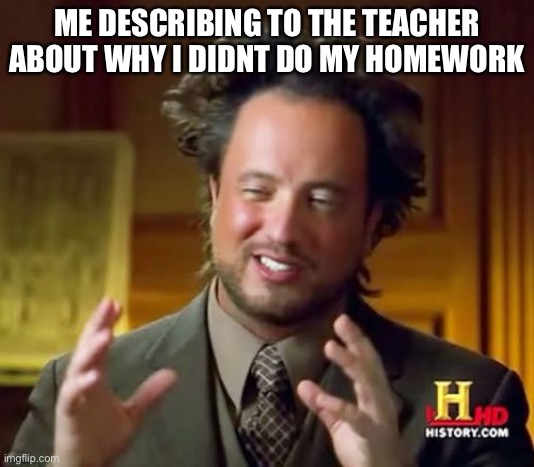 ME DESCRIBING TO THE TEACHER
ABOUT WHY I DIDNT DO MY HOMEWORK
H HD
HISTORY.COM
imgflip.com